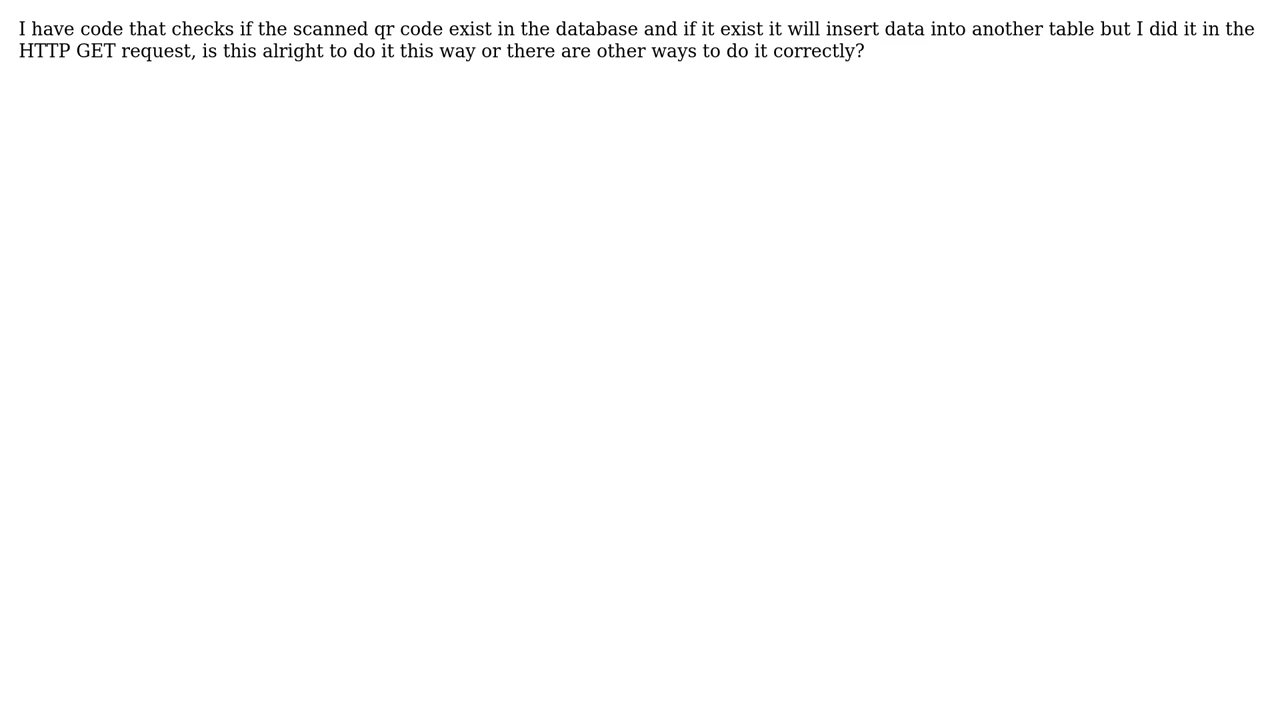 I have code that checks if the scanned qr code exist in the database and if it exist it will insert data into another table but I did it in the
HTTP GET request, is this alright to do it this way or there are other ways to do it correctly?